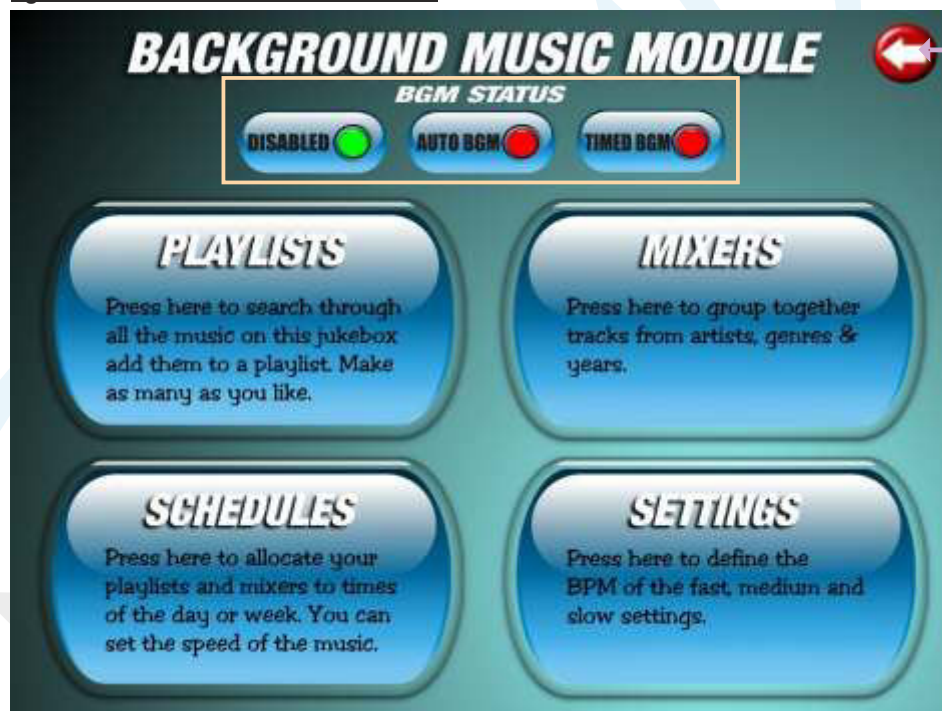 BACKGROUND MUSIC MODULE
BGM STATUS
DISABLED
AUTO BGM
TIMED BGM
PLAYLISTS
Press here to search through
all the music on this jukebox
add them to a playlist. Make
as many as you like.
MIXERS
Press here to group together
tracks from artists, genres &
years.
SCHEDULES
Press here to allocate your
playlists and mixers to times
of the day or week. You can
set the speed of the music.
SETTINGS
Press here to define the
BPM of the fast, medium and
slow settings.